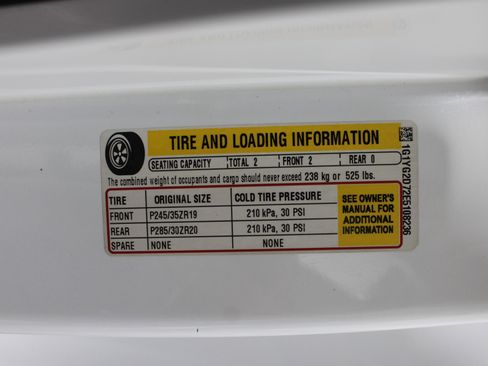 TIRE AND LOADING INFORMATION
SEATING CAPACITY TOTAL 2 FRONT 2 REAR 0
The combined weight of occupants and cargo should never exceed 238 kg or 525 lbs.
TIRE ORIGINAL SIZE COLD TIRE PRESSURE
FRONT P245/35ZR19 210 kPa, 30 PSI
REAR P285/30ZR20 210 kPa, 30 PSI
SPARE NONE NONE
SEE OWNER'S
MANUAL FOR
ADDITIONAL
INFORMATION
1G1YG2D72E5108236